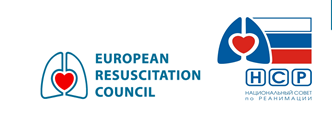 EUROPEAN
RESUSCITATION
COUNCIL
НСР
НАЦИОНАЛЬНЫЙ СОВЕТ
ПО РЕАНИМАЦИИ